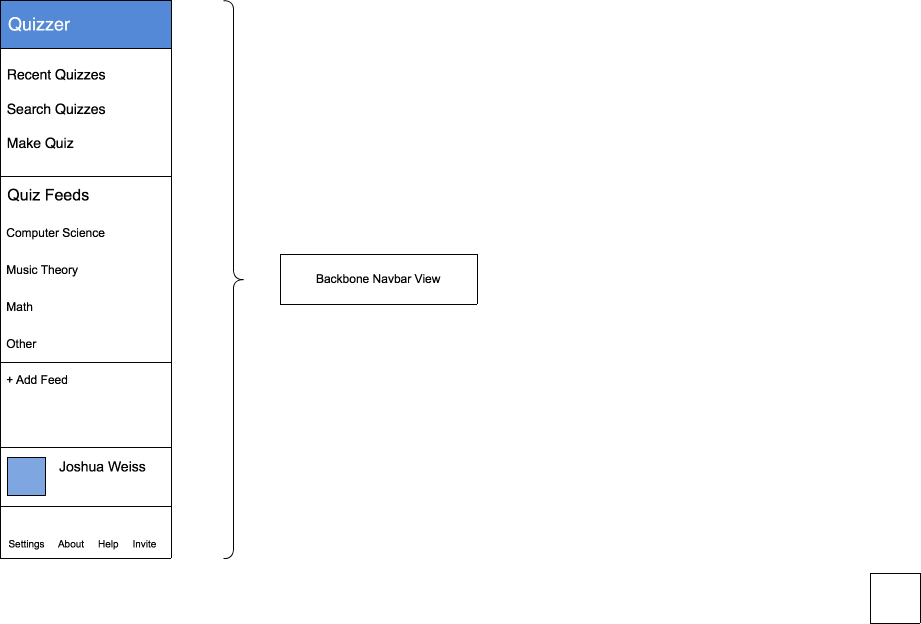 Quizzer
Recent Quizzes
Search Quizzes
Make Quiz
Quiz Feeds
Computer Science
Music Theory
Math
Other
+ Add Feed
Joshua Weiss
Settings About Help Invite
Backbone Navbar View